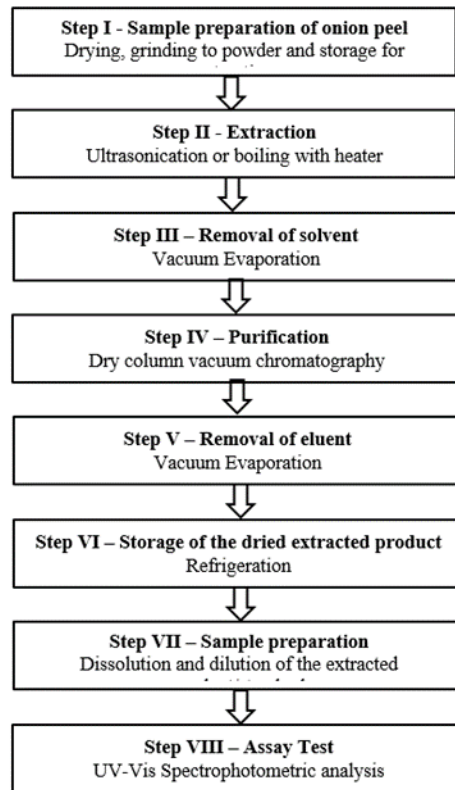 Step I - Sample preparation of onion peel
Drying, grinding to powder and storage for
Step II - Extraction
Ultrasonication or boiling with heater
Step III – Removal of solvent
Vacuum Evaporation
Step IV – Purification
Dry column vacuum chromatography
Step V – Removal of eluent
Vacuum Evaporation
Step VI – Storage of the dried extracted product
Refrigeration
Step VII – Sample preparation
Dissolution and dilution of the extracted
Step VIII – Assay Test
UV-Vis Spectrophotometric analysis